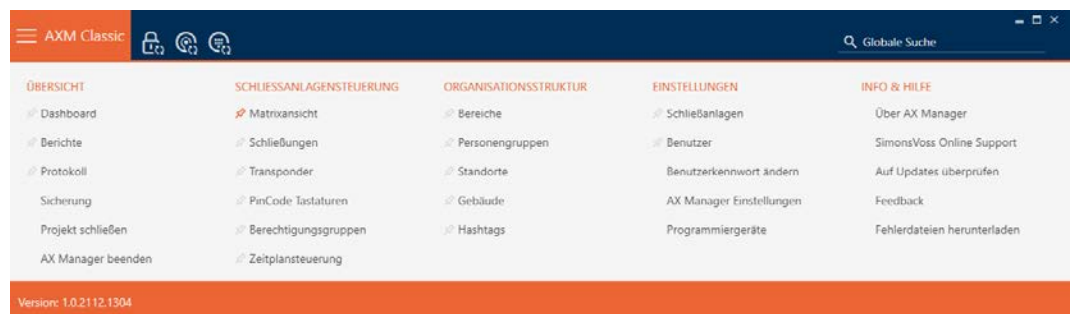 AXM Classic
Globale Suche
ÜBERSICHT
Dashboard
Berichte
Protokoll
Sicherung
Projekt schließen
AX Manager beenden
SCHLIESSANLAGENSTEUERUNG
Matrixansicht
Schließungen
Transponder
PinCode Tastaturen
Berechtigungsgruppen
Zeitplansteuerung
ORGANISATIONSSTRUKTUR
Bereiche
Personengruppen
Standorte
Gebäude
Hashtags
EINSTELLUNGEN
Schließanlagen
Benutzer
Benutzerkennwort ändern
AX Manager Einstellungen
Programmiergeräte
INFO & HILFE
Über AX Manager
SimonsVoss Online Support
Auf Updates überprüfen
Feedback
Fehlerdateien herunterladen
Version: 1.0.2112.1304